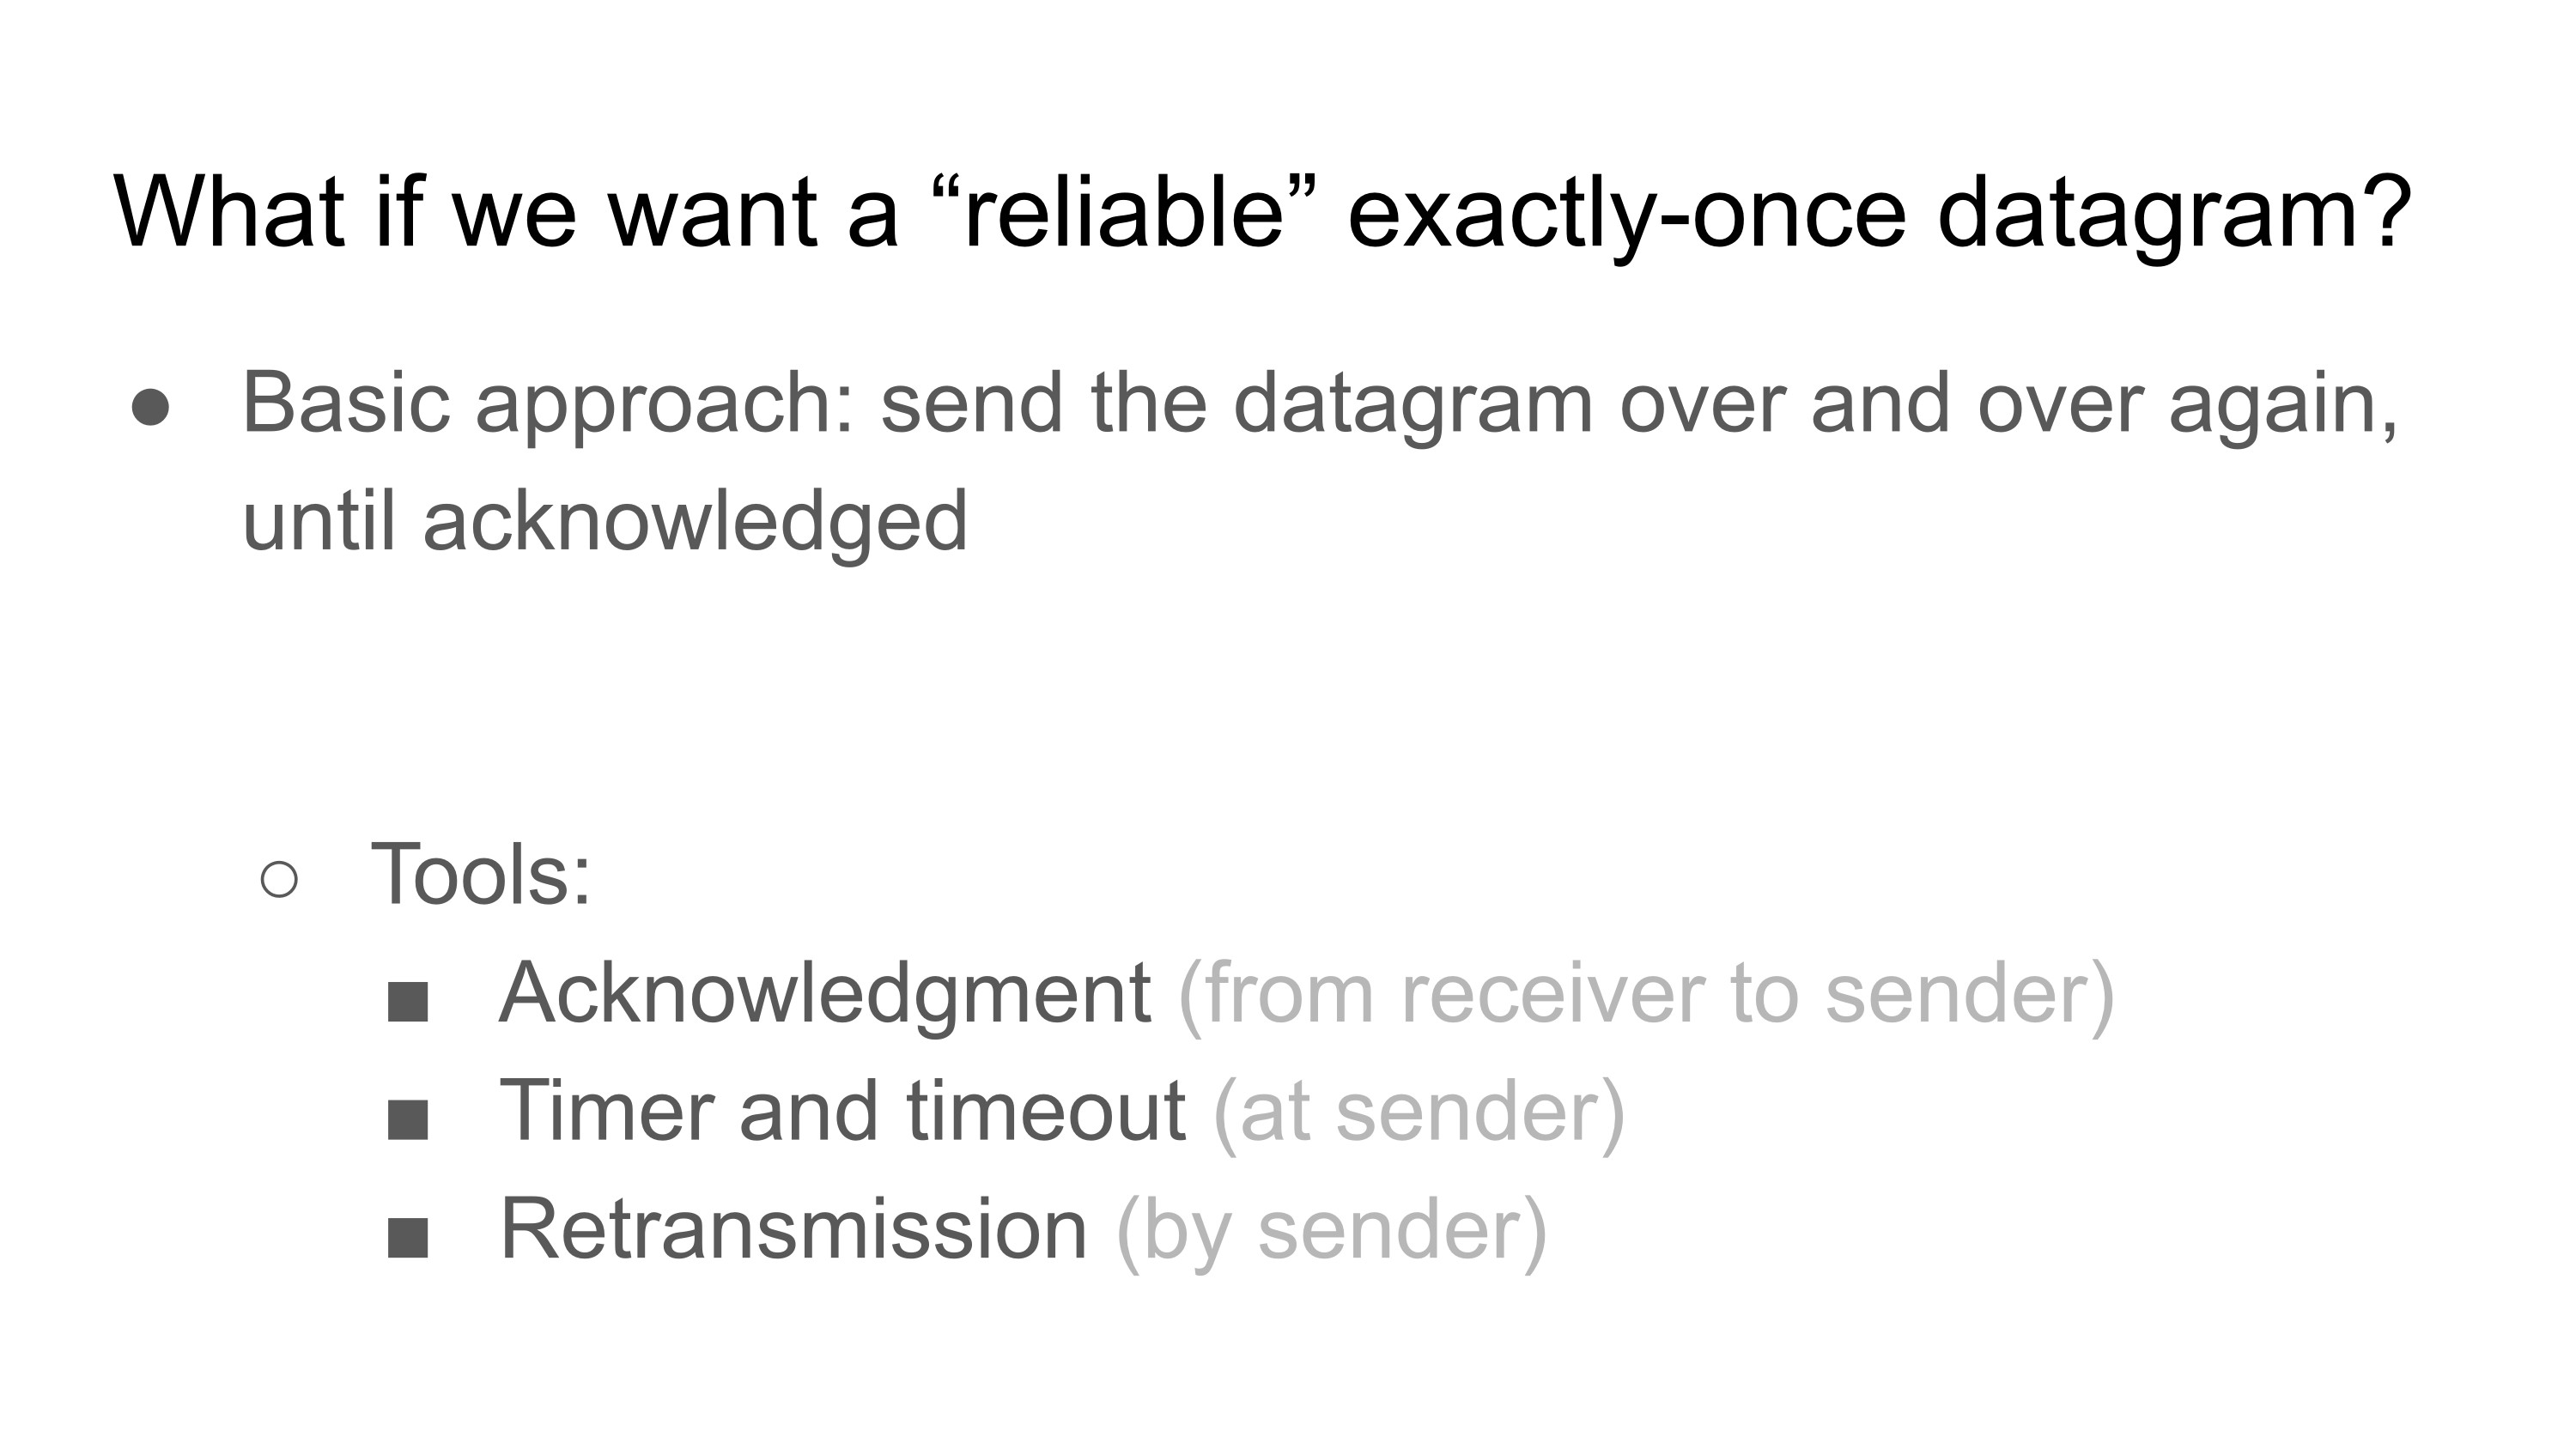 What if we want a “reliable” exactly-once datagram?
● Basic approach: send the datagram over and over again,
until acknowledged
○ Tools:
■ Acknowledgment (from receiver to sender)
■ Timer and timeout (at sender)
■ Retransmission (by sender)